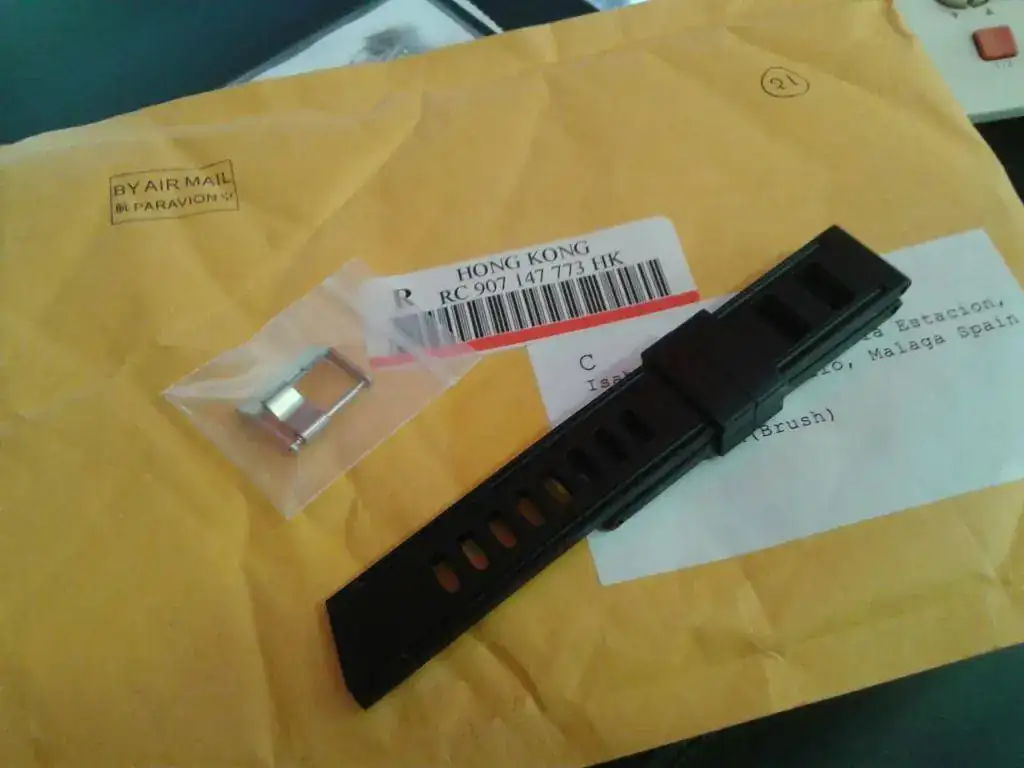 21
BY AIR MAIL
航 PARAVION 空
HONG KONG
R RC 907 147 773 HK
C
Estacion,
Malaga Spain
(Brush)